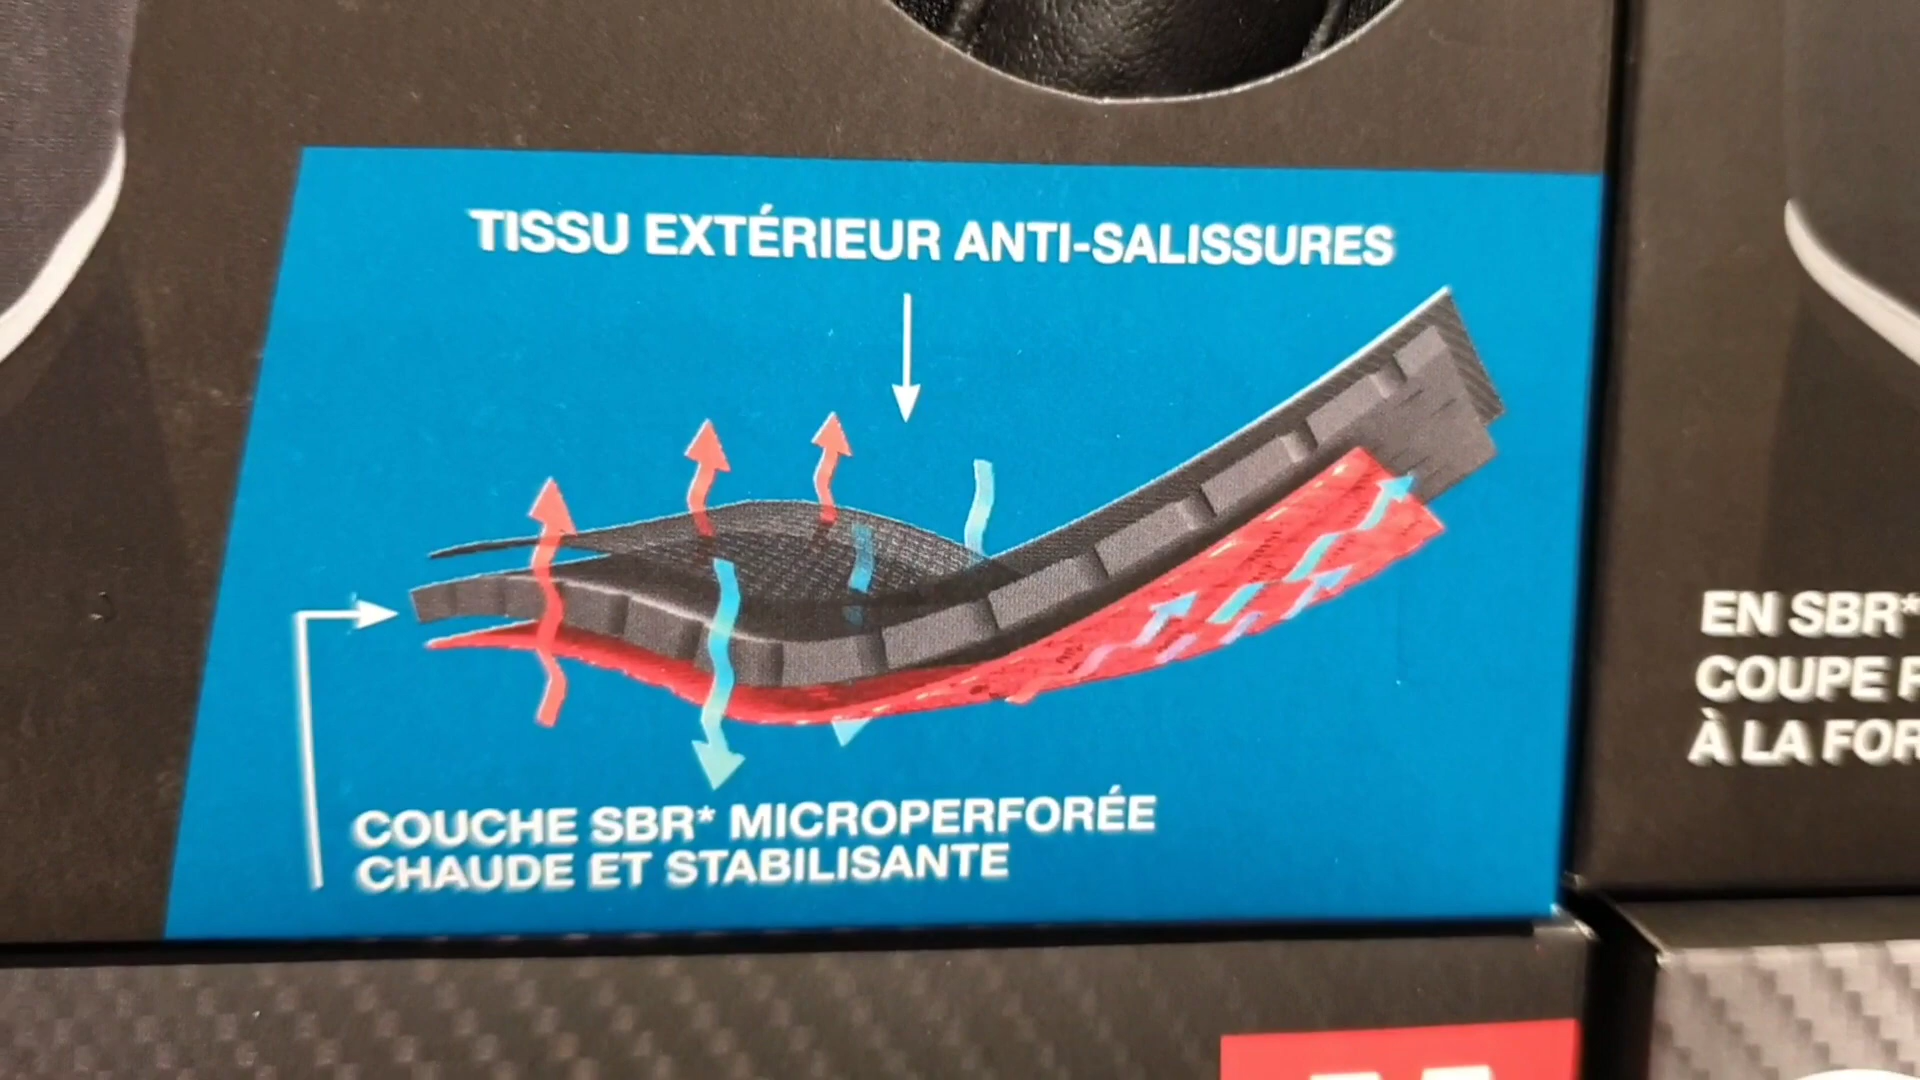 TISSU EXTÉRIEUR ANTI-SALISSURES
COUCHE SBR* MICROPERFORÉE
CHAUDE ET STABILISANTE
EN SBR*
COUPE
À LA